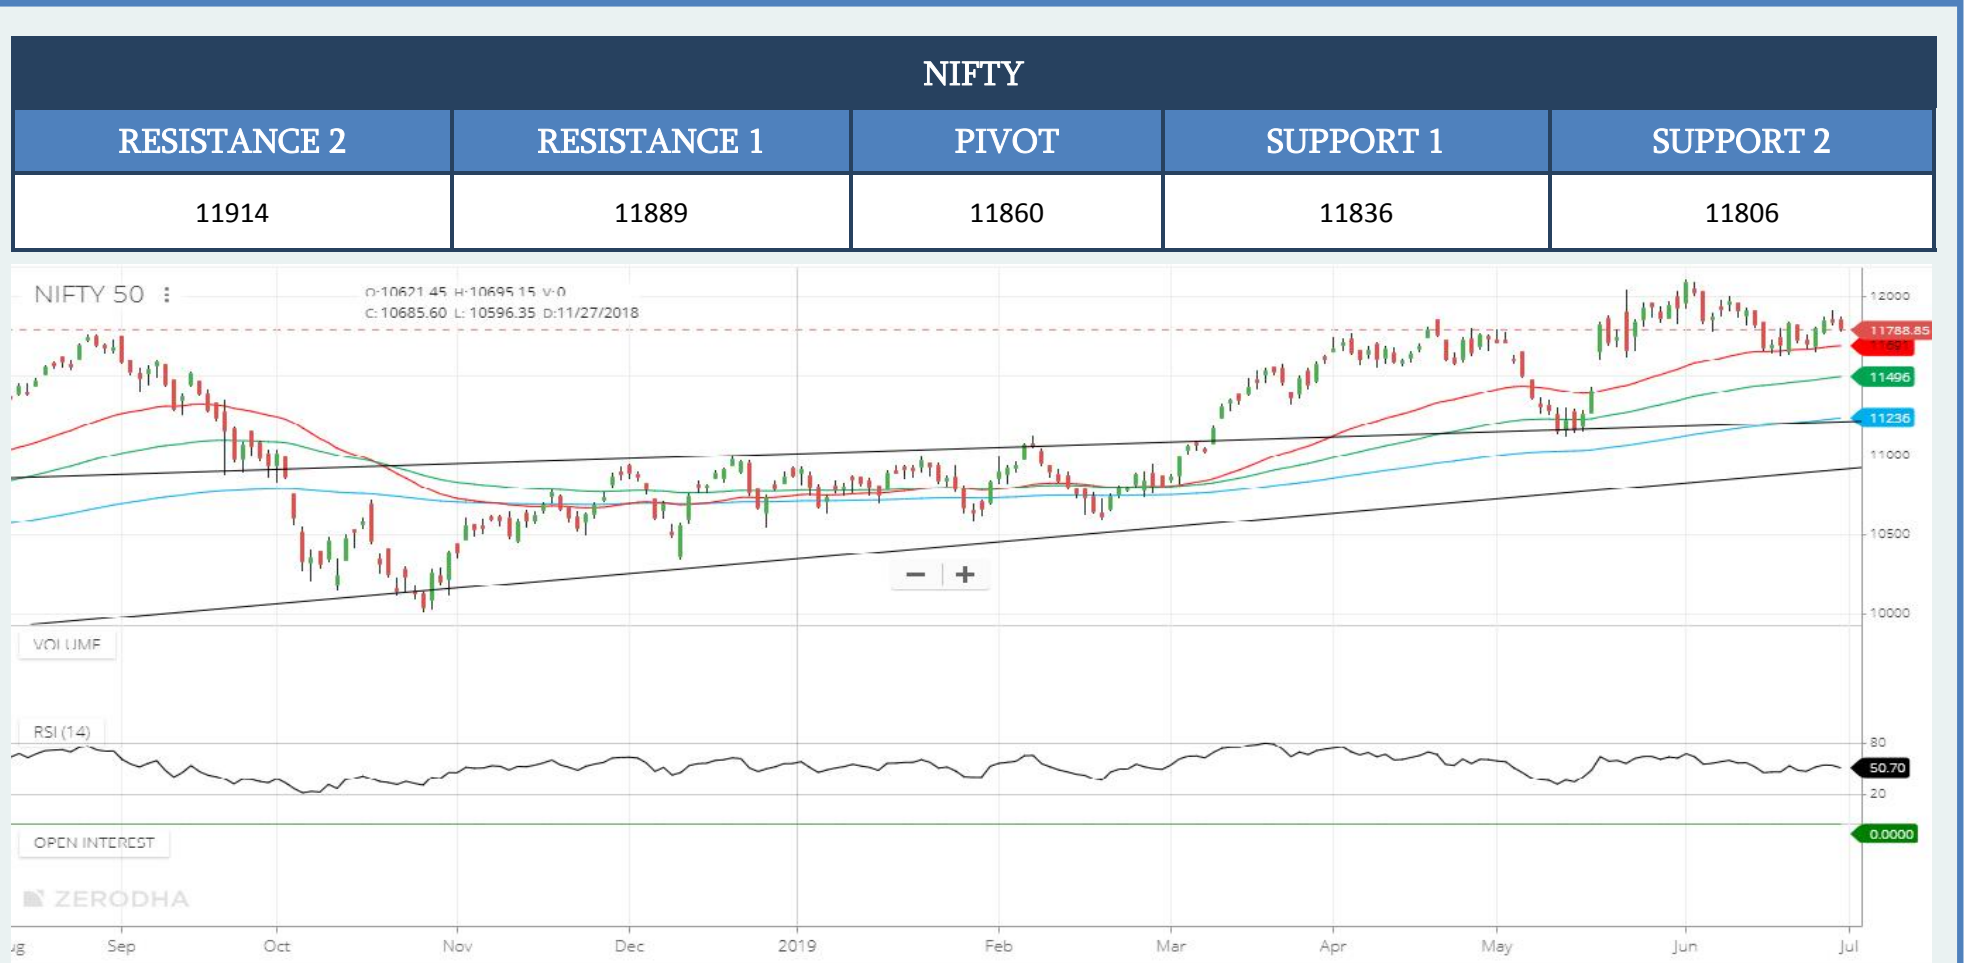 NIFTY
RESISTANCE 2 RESISTANCE 1 PIVOT SUPPORT 1 SUPPORT 2
11914 11889 11860 11836 11806
NIFTY 50
O:10621.45 H:10695.15 V:0
C:10685.60 L: 10596.35 D:11/27/2018
12000
11788.85
11691
11496
11236
11000
10500
10000
VOLUME
RSI (14)
80
50.70
20
OPEN INTEREST
0.0000
ZERODHA
Sep Oct Nov Dec 2019 Feb Mar Apr May Jun Jul